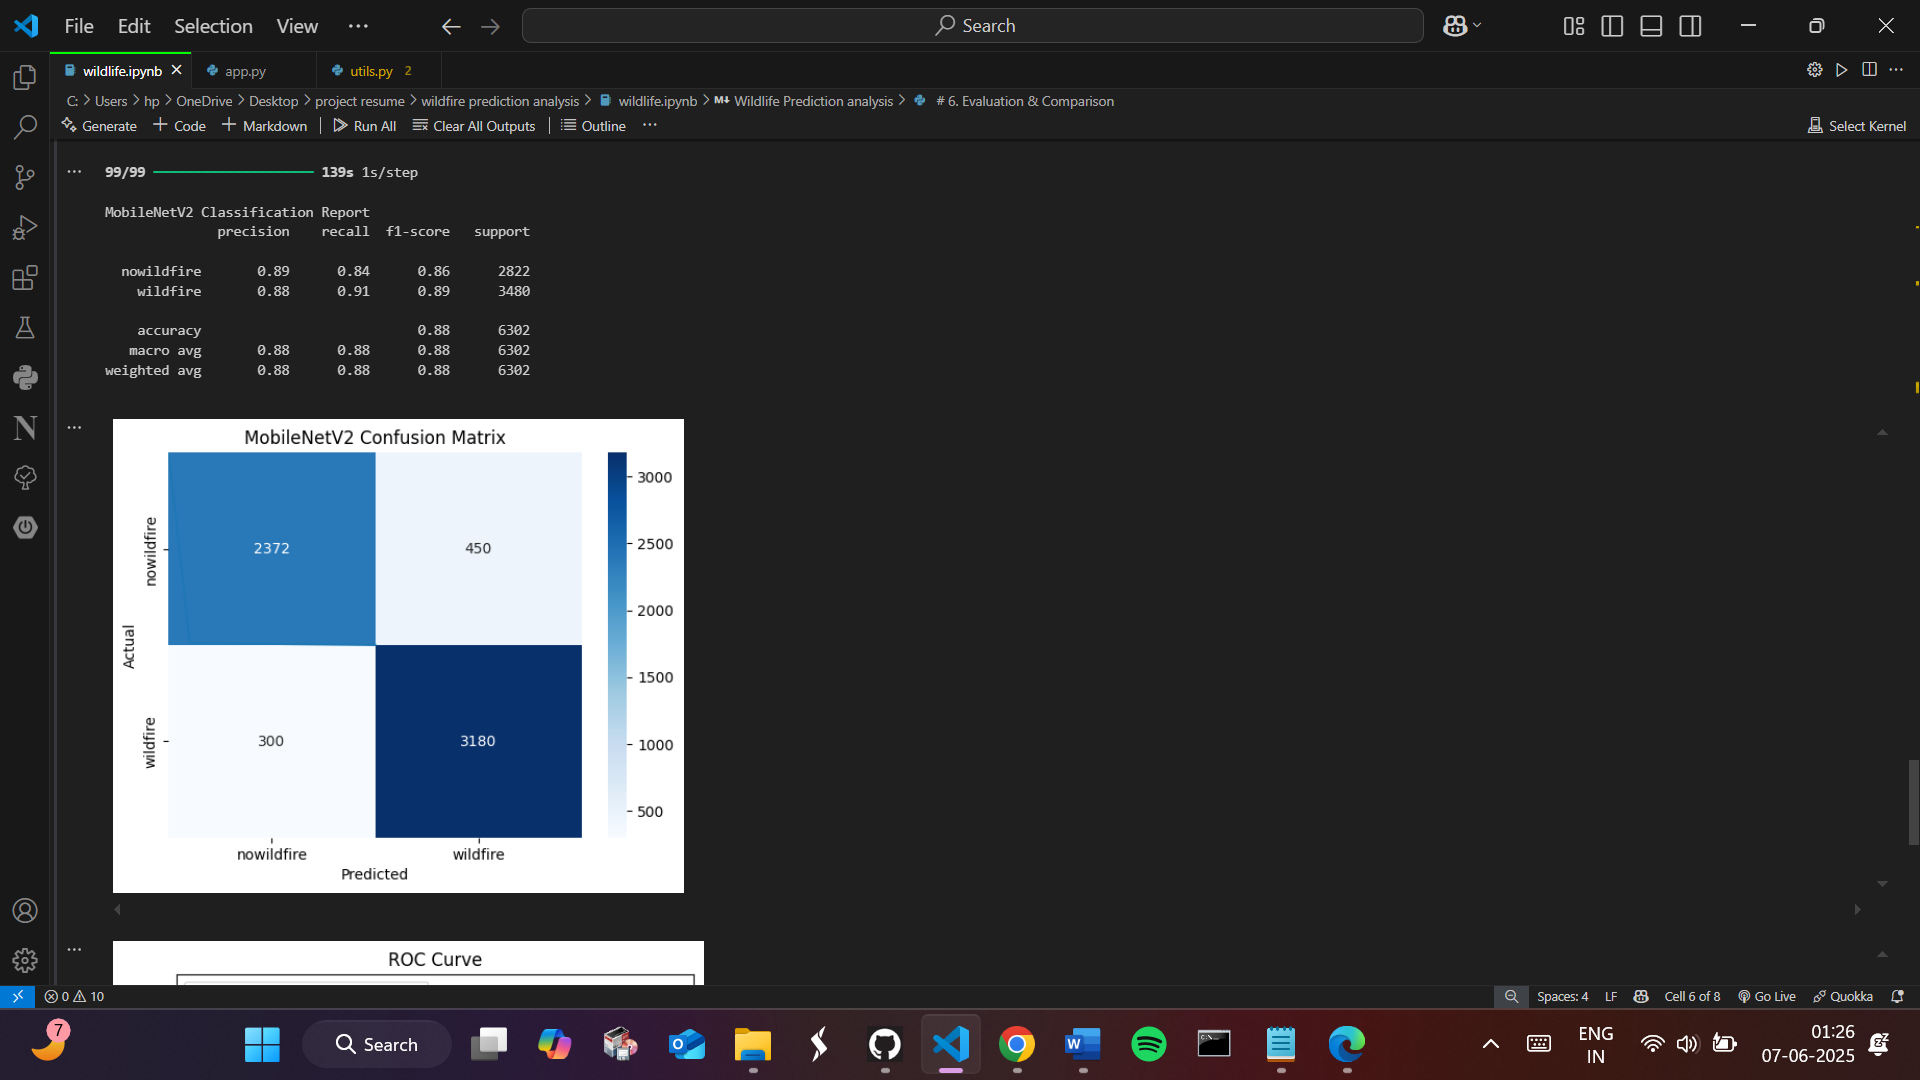 File Edit Selection View ···
Search
wildlife.ipynb
app.py
utils.py 2
C: > Users > hp > OneDrive > Desktop > project resume > wildfire prediction analysis > wildlife.ipynb > M↓ Wildlife Prediction analysis > # 6. Evaluation & Comparison
Generate + Code + Markdown | Run All Clear All Outputs | Outline ···
Select Kernel
99/99 139s 1s/step
MobileNetV2 Classification Report
precision recall f1-score support
nowildfire 0.89 0.84 0.86 2822
wildfire 0.88 0.91 0.89 3480
accuracy 0.88 6302
macro avg 0.88 0.88 0.88 6302
weighted avg 0.88 0.88 0.88 6302
MobileNetV2 Confusion Matrix
2372 450
300 3180
nowildfire
wildfire
Actual
nowildfire wildfire
Predicted
3000
2500
2000
1500
1000
500
ROC Curve
0 10
Spaces: 4 LF Cell 6 of 8 Go Live Quokka
7
Search
ENG
IN
01:26
07-06-2025